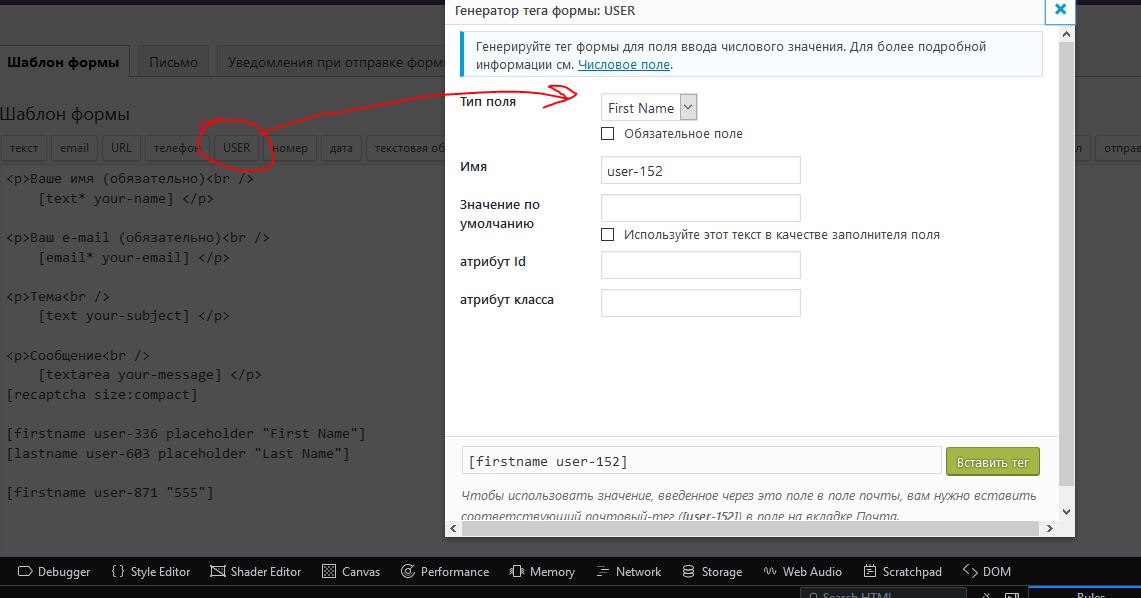 Генератор тега формы: USER
Генерируйте тег формы для поля ввода числового значения. Для более подробной
информации см. Числовое поле.
Тип поля
First Name
Обязательное поле
Имя
user-152
Значение по
умолчанию
Используйте этот текст в качестве заполнителя поля
атрибут Id
атрибут класса
[firstname user-152]
Вставить тег
Чтобы использовать значение, введенное через это поле в поле почты, вам нужно вставить
соответствующий почтовый-тег ([user-152]) в поле на вкладке Почта.
Шаблон формы
Письмо
Уведомления при отправке форм
Шаблон формы
текст
email
URL
телефон
USER
номер
дата
текстовая об
отправ
<p>Ваше имя (обязательно)<br />
[text* your-name] </p>
<p>Ваш e-mail (обязательно)<br />
[email* your-email] </p>
<p>Тема<br />
[text your-subject] </p>
<p>Сообщение<br />
[textarea your-message] </p>
[recaptcha size:compact]
[firstname user-336 placeholder "First Name"]
[lastname user-603 placeholder "Last Name"]
[firstname user-871 "555"]
Debugger
{} Style Editor
Shader Editor
Canvas
Performance
Memory
Network
Storage
Web Audio
Scratchpad
DOM
Search HTML
Rules